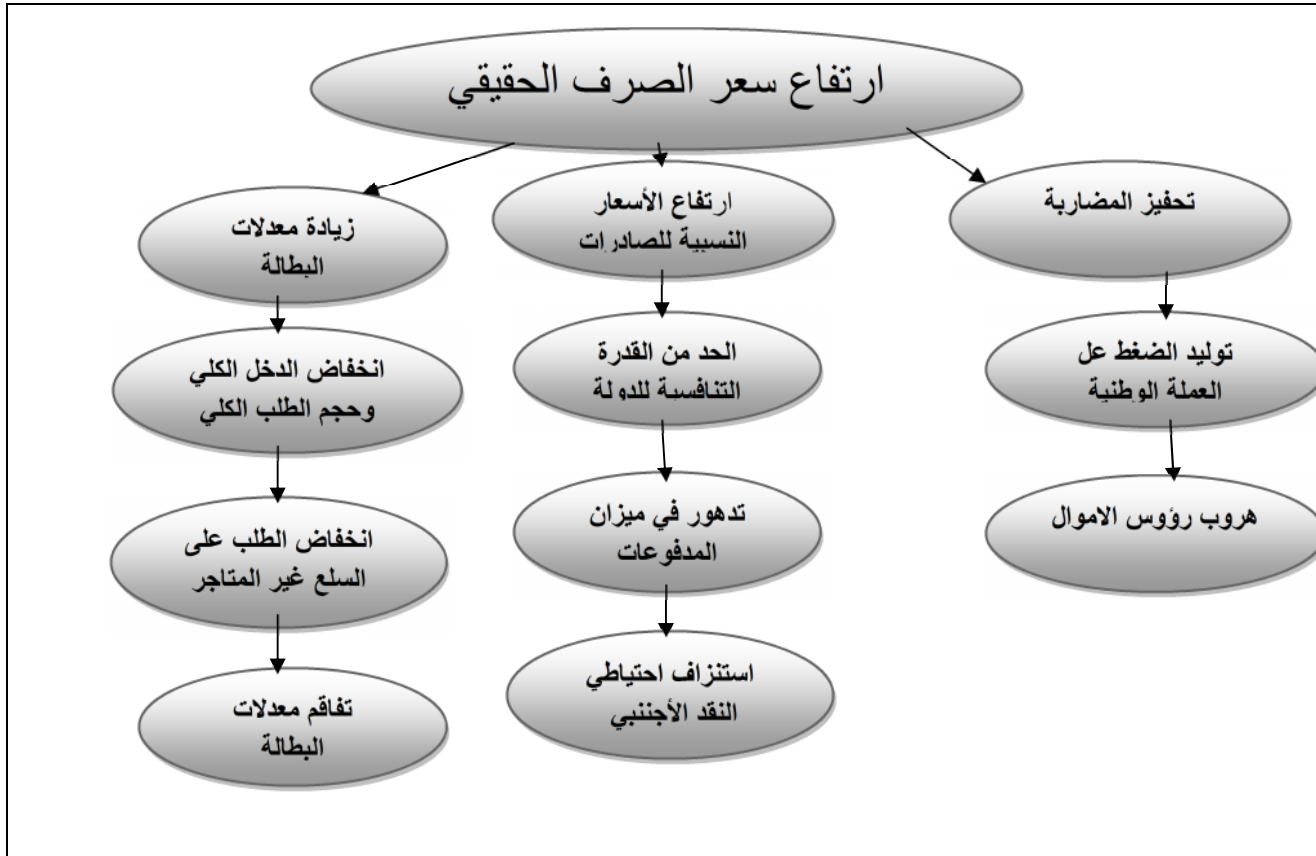 ارتفاع سعر الصرف الحقيقي
تحفيز المضاربة
توليد الضغط عل
العملة الوطنية
هروب رؤوس الاموال
ارتفاع الأسعار
النسبية للصادرات
الحد من القدرة
التنافسية للدولة
تدهور في ميزان
المدفوعات
استنزاف احتياطي
النقد الأجننبي
زيادة معدلات
البطالة
انخفاض الدخل الكلي
وحجم الطلب الكلي
انخفاض الطلب على
السلع غير المتاجر
تفاقم معدلات
البطالة